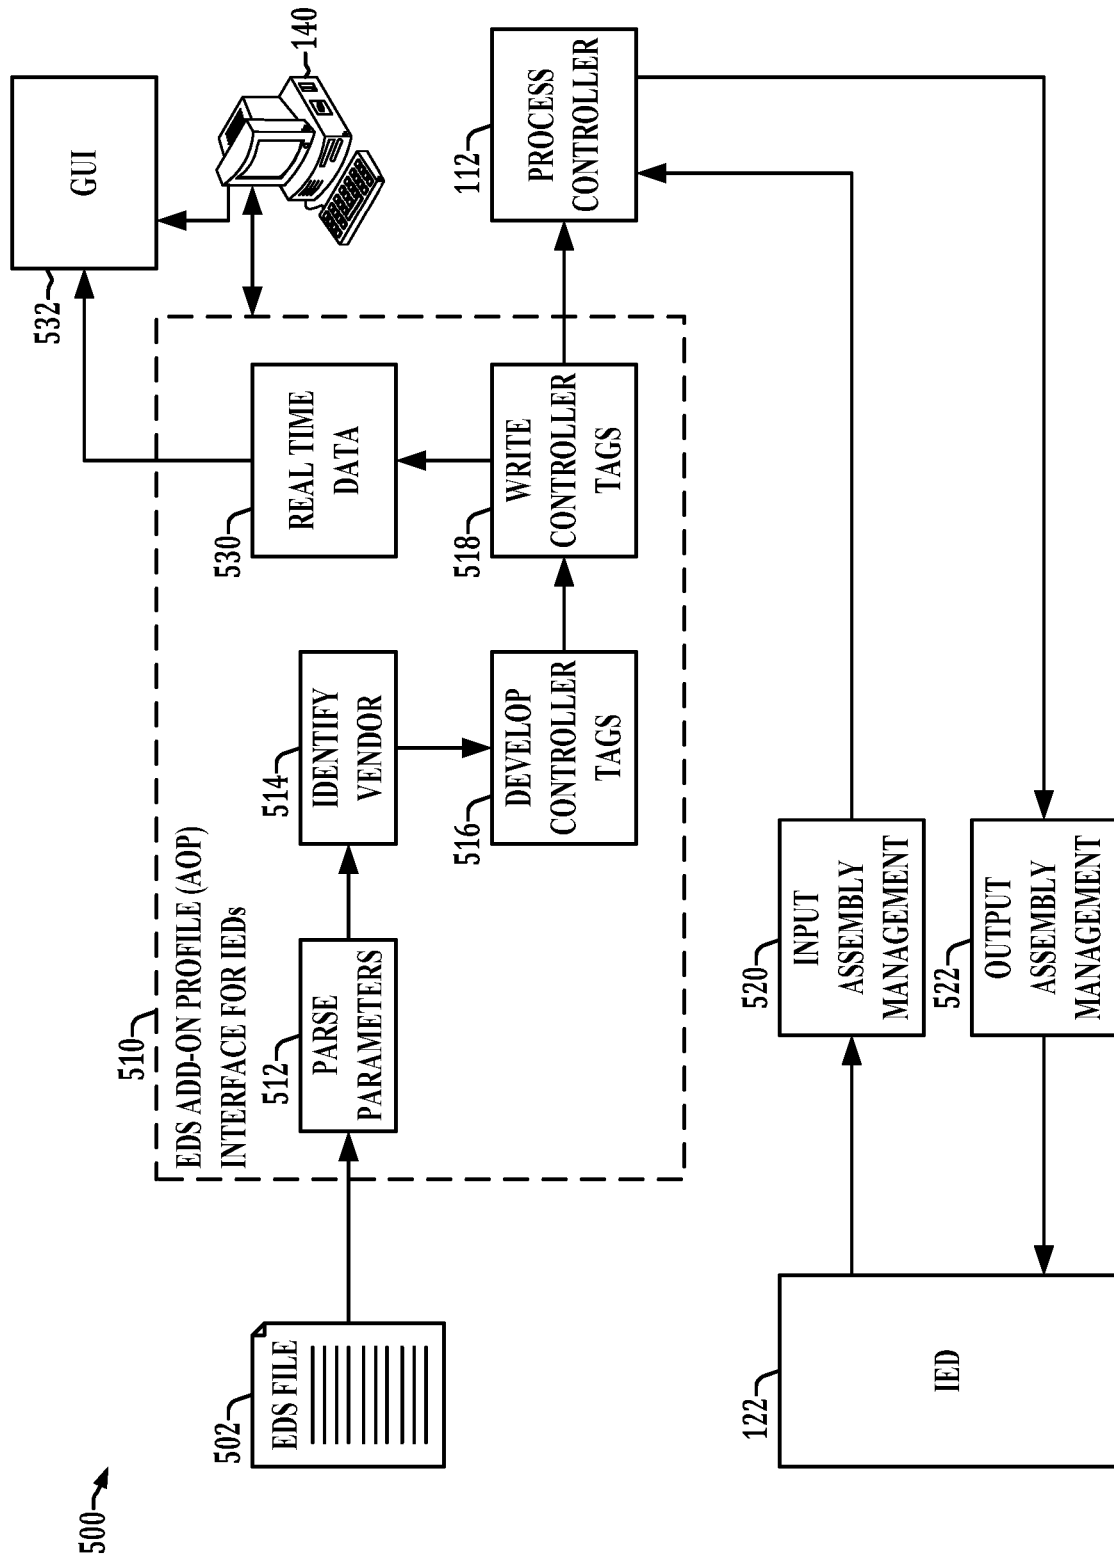 500
502
EDS FILE
510
EDS ADD-ON PROFILE (AOP)
INTERFACE FOR IEDs
512
PARSE
PARAMETERS
514
IDENTIFY
VENDOR
516
DEVELOP
CONTROLLER
TAGS
518
WRITE
CONTROLLER
TAGS
530
REAL TIME
DATA
532
GUI
140
112
PROCESS
CONTROLLER
122
IED
520
INPUT
ASSEMBLY
MANAGEMENT
522
OUTPUT
ASSEMBLY
MANAGEMENT